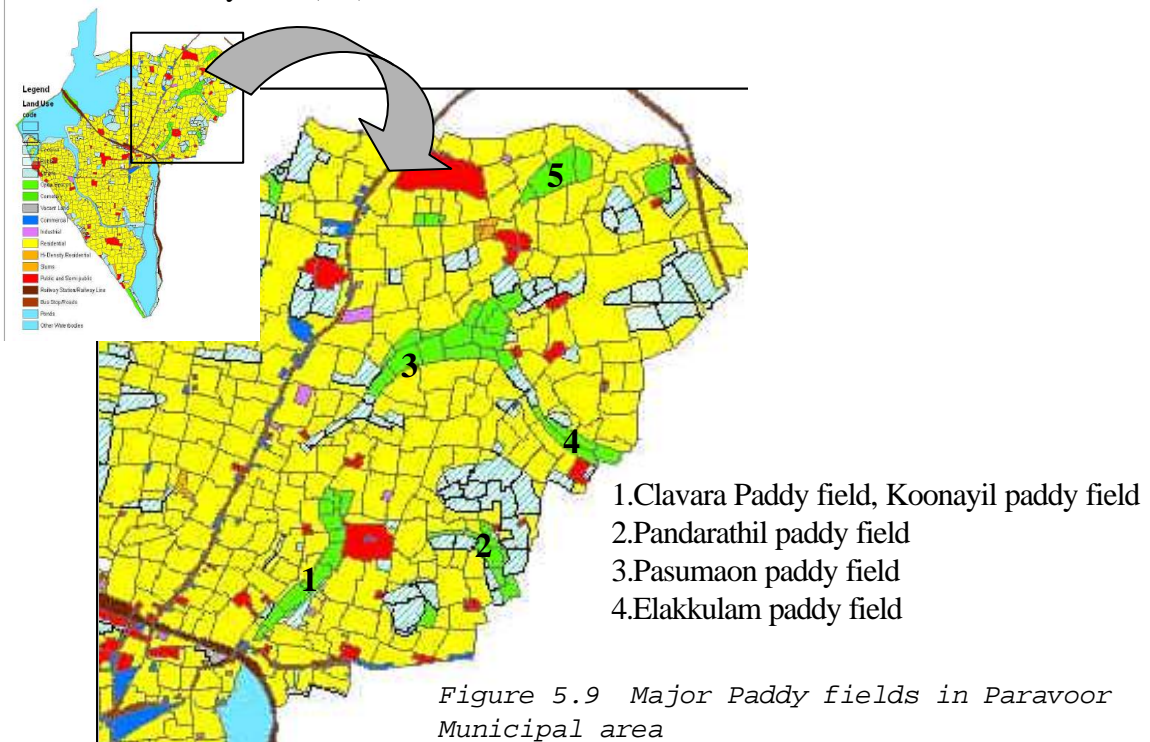 Legend
Land Use
code
Vacant Land
Commercial
Industrial
Residential
Hi-Density Residential
Slums
Public and Semi-public
Railway Station/Railway Line
Bus Stop/Roads
Ponds
Other Waterbodies
5
3
4
2
1
1.Clavara Paddy field, Koonayil paddy field
2.Pandarathil paddy field
3.Pasumaon paddy field
4.Elakkulam paddy field
Figure 5.9 Major Paddy fields in Paravoor
Municipal area